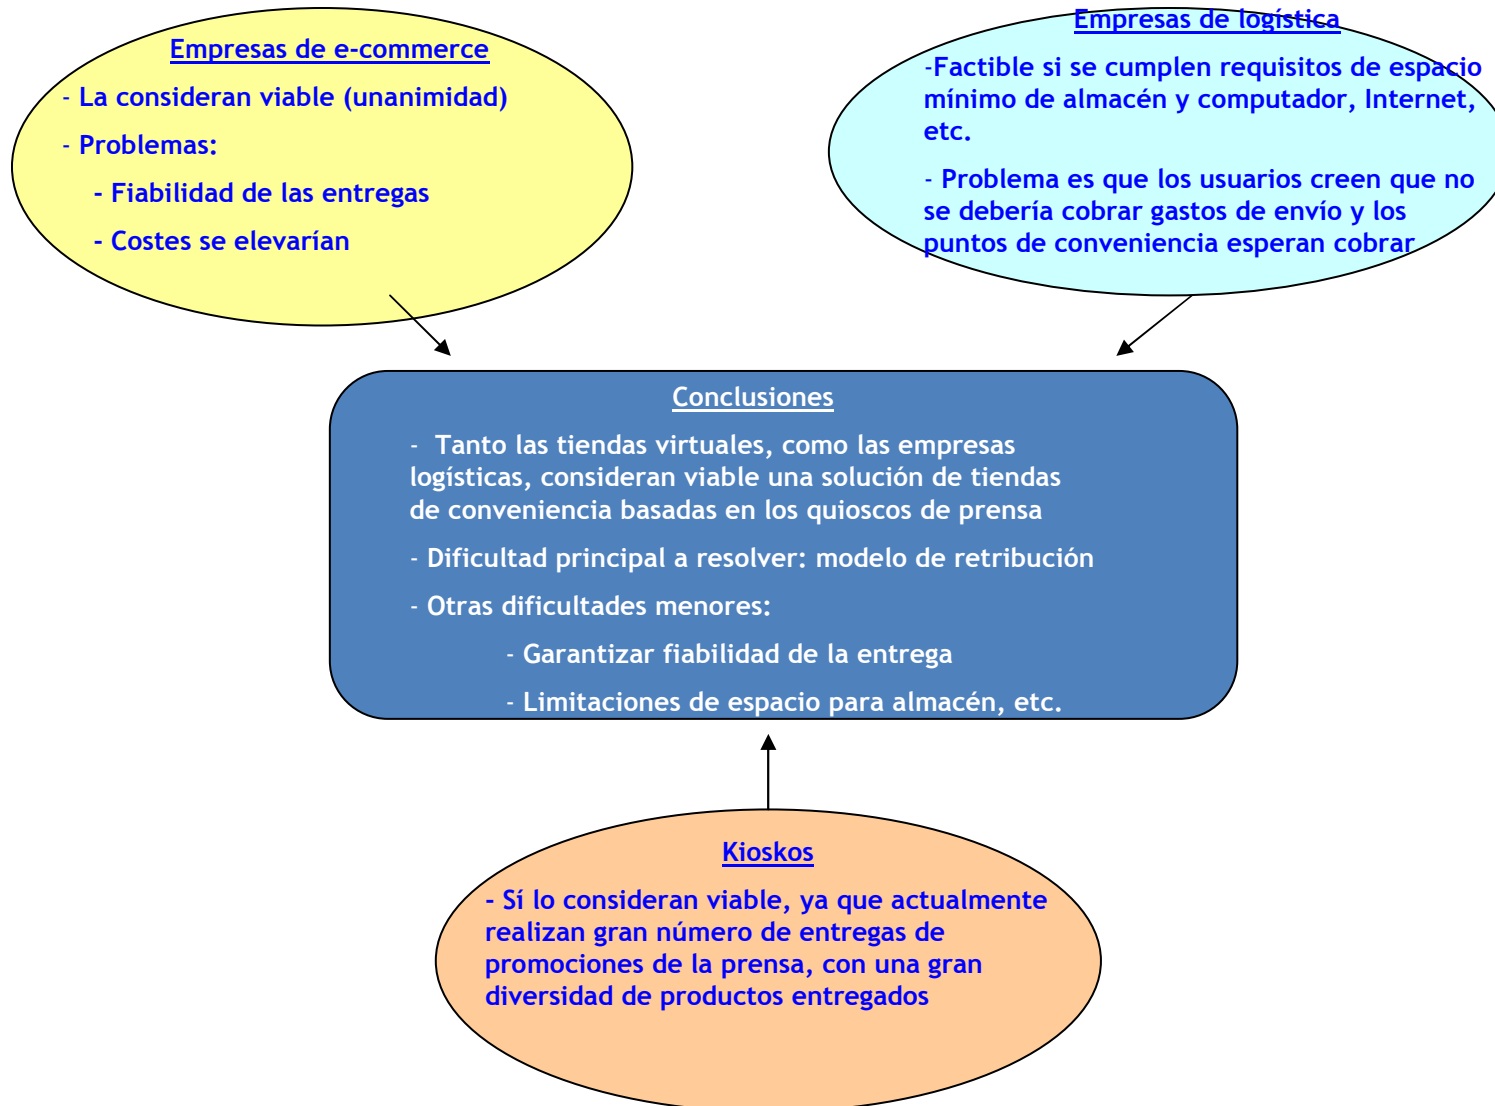 Empresas de e-commerce
- La consideran viable (unanimidad)
- Problemas:
- Fiabilidad de las entregas
- Costes se elevarían
Empresas de logística
-Factible si se cumplen requisitos de espacio
mínimo de almacén y computador, Internet,
etc.
- Problema es que los usuarios creen que no
se debería cobrar gastos de envío y los
puntos de conveniencia esperan cobrar
Conclusiones
- Tanto las tiendas virtuales, como las empresas
logísticas, consideran viable una solución de tiendas
de conveniencia basadas en los quioscos de prensa
- Dificultad principal a resolver: modelo de retribución
- Otras dificultades menores:
- Garantizar fiabilidad de la entrega
- Limitaciones de espacio para almacén, etc.
Kioskos
- Sí lo consideran viable, ya que actualmente
realizan gran número de entregas de
promociones de la prensa, con una gran
diversidad de productos entregados